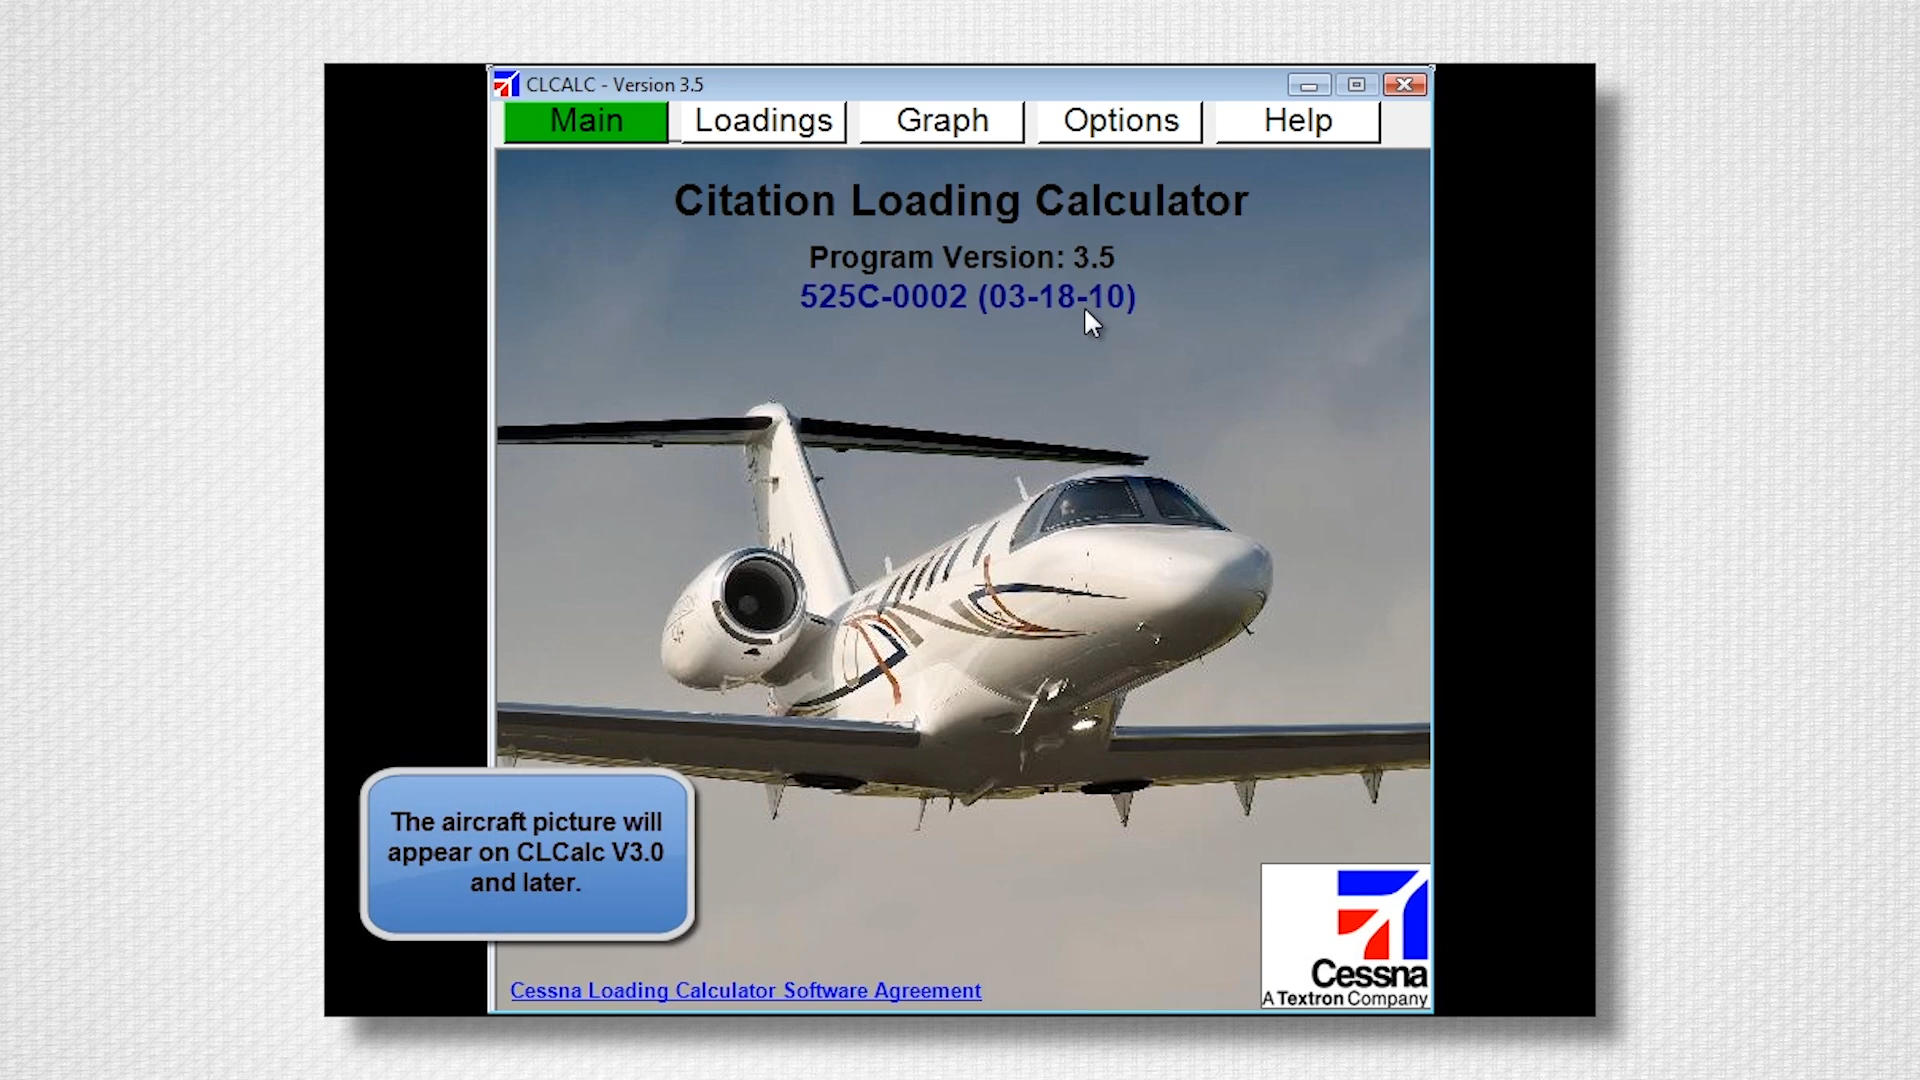 CLCALC - Version 3.5
Main Loadings Graph Options Help
Citation Loading Calculator
Program Version: 3.5
525C-0002 (03-18-10)
The aircraft picture will
appear on CLCalc V3.0
and later.
Cessna Loading Calculator Software Agreement
Cessna
A Textron Company